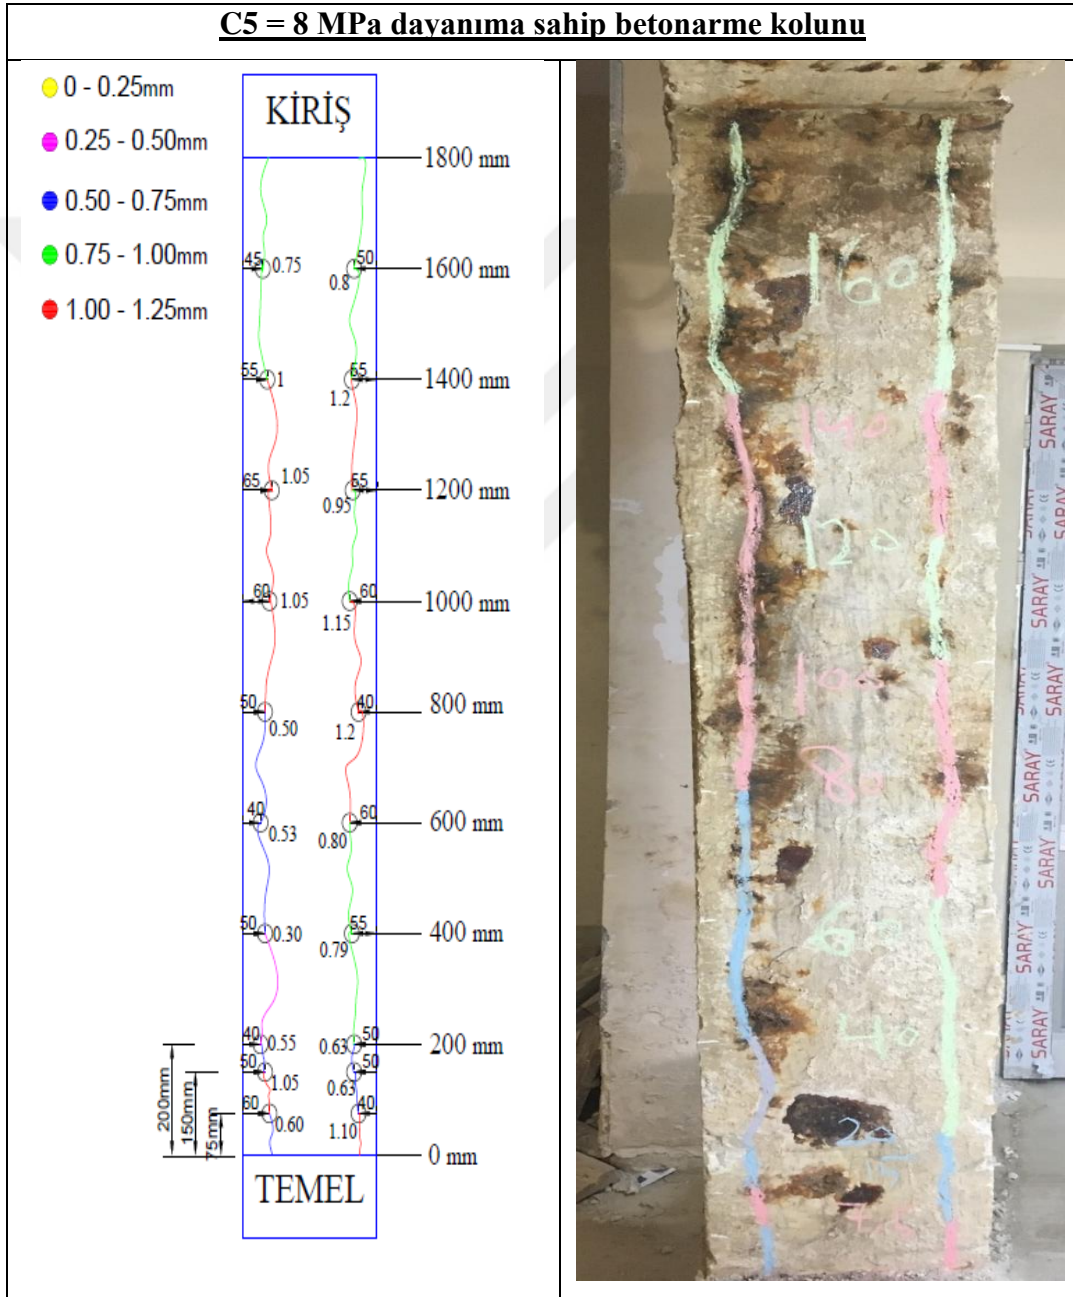 C5 = 8 MPa dayanıma sahip betonarme kolunu
0 - 0.25mm
0.25 - 0.50mm
0.50 - 0.75mm
0.75 - 1.00mm
1.00 - 1.25mm
KİRİŞ
1800 mm
45 0.75 50 0.8 1600 mm
55 1 65 1.2 1400 mm
65 1.05 55 0.95 1200 mm
60 1.05 60 1.15 1000 mm
50 0.50 40 1.2 800 mm
40 0.53 60 0.80 600 mm
50 0.30 55 0.79 400 mm
40 0.55 50 0.63 200 mm
50 1.05 50 0.63
60 0.60 40 1.10
200mm
150mm
75mm
0 mm
TEMEL
160
140
120
100
80
60
40
20
15
7.5
SARAY
SARAY
SARAY
SARAY
SARAY
SARAY
SARAY
SARAY
SARAY